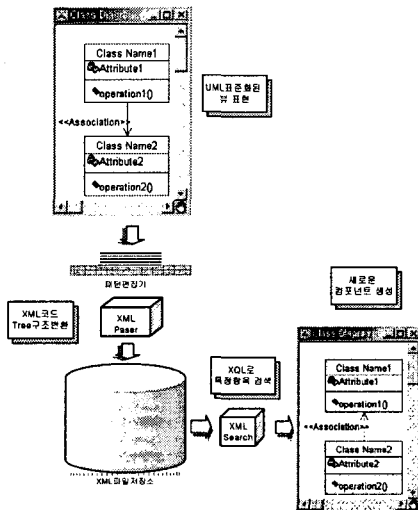 Class Name1
Attribute1
operation1()
<<Association>>
Class Name2
Attribute2
operation2()
UML표준화된
뷰 표현
패턴편집기
XML코드
Tree구조변환
XML
Paser
XML파일저장소
XQL로
특정항목 검색
XML
Search
새로운
컴포넌트 생성
Class Name1
Attribute1
operation1()
<<Association>>
Class Name2
Attribute2
operation2()